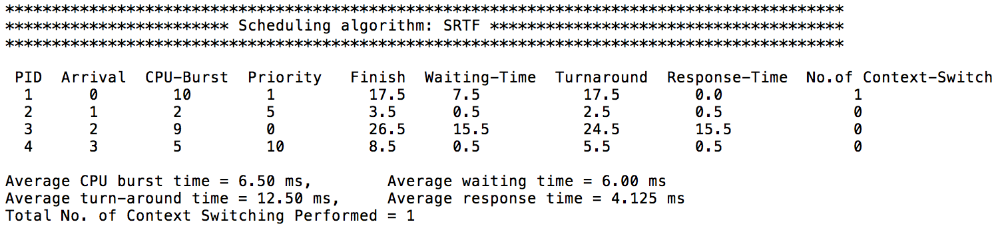 ******************************************************************************************
************************ Scheduling algorithm: SRTF **************************************
******************************************************************************************
PID Arrival CPU-Burst Priority Finish Waiting-Time Turnaround Response-Time No.of Context-Switch
1 0 10 1 17.5 7.5 17.5 0.0 1
2 1 2 5 3.5 0.5 2.5 0.5 0
3 2 9 0 26.5 15.5 24.5 15.5 0
4 3 5 10 8.5 0.5 5.5 0.5 0
Average CPU burst time = 6.50 ms, Average waiting time = 6.00 ms
Average turn-around time = 12.50 ms, Average response time = 4.125 ms
Total No. of Context Switching Performed = 1